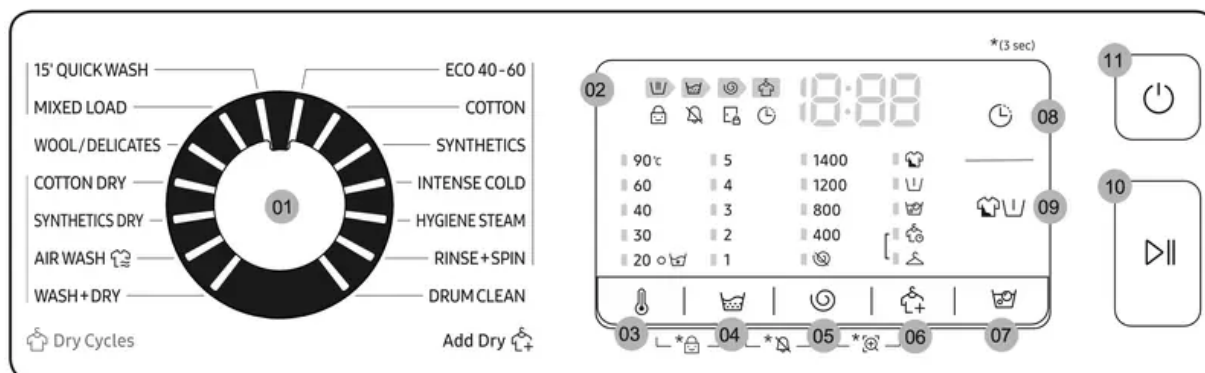 15' QUICK WASH
MIXED LOAD
WOOL/DELICATES
COTTON DRY
SYNTHETICS DRY
AIR WASH
WASH+DRY
Dry Cycles
01
ECO 40-60
COTTON
SYNTHETICS
INTENSE COLD
HYGIENE STEAM
RINSE+SPIN
DRUM CLEAN
Add Dry
*(3 sec)
02
18:88
90℃ 5 1400
60 4 1200
40 3 800
30 2 400
20 1
08
09
03 * 04 * 05 * 06 07
11
10